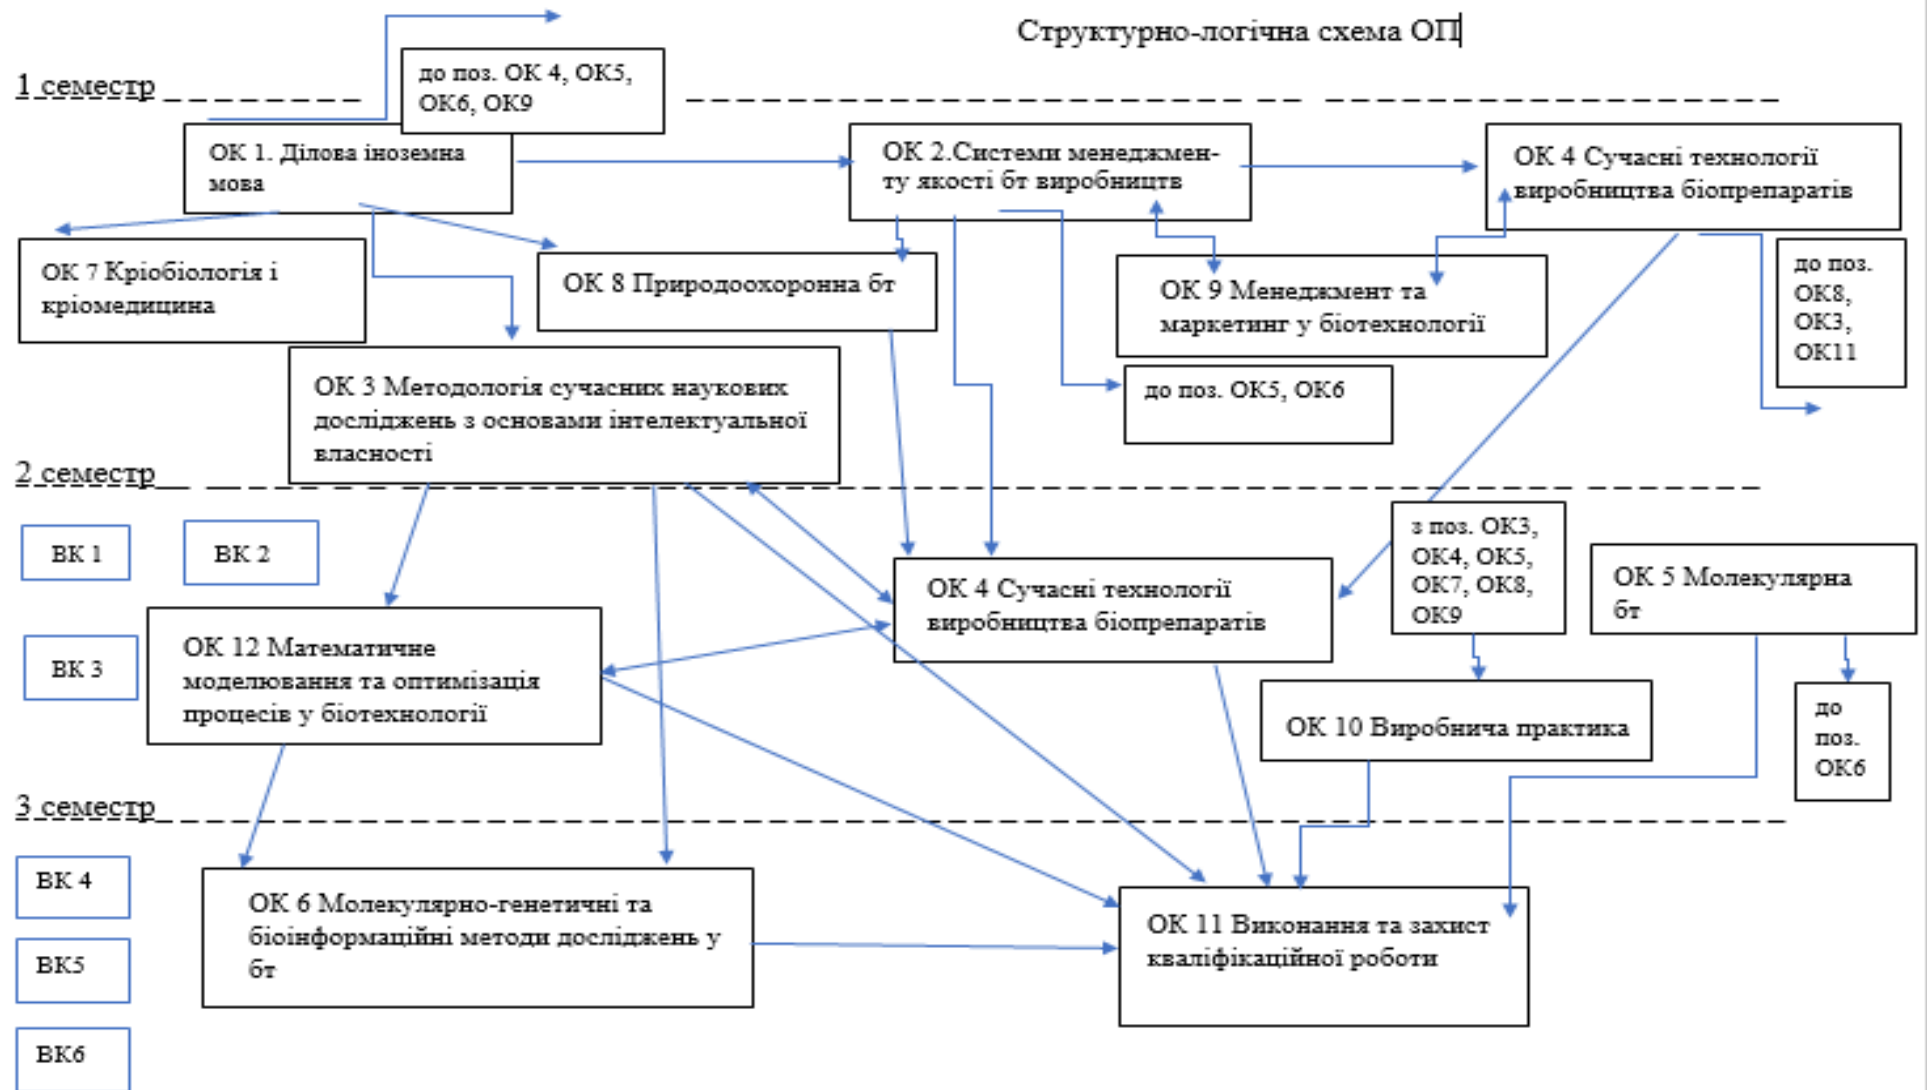 Структурно-логічна схема ОП
1 семестр
до поз. ОК 4, ОК5,
ОК6, ОК9
ОК 1. Ділова іноземна
мова
ОК 2.Системи менеджмен-
ту якості бт виробництв
ОК 4 Сучасні технології
виробництва біопрепаратів
ОК 7 Кріобіологія і
кріомедицина
ОК 8 Природоохоронна бт
ОК 9 Менеджмент та
маркетинг у біотехнології
до поз.
ОК8,
ОК3,
ОК11
ОК 3 Методологія сучасних наукових
досліджень з основами інтелектуальної
власності
до поз. ОК5, ОК6
2 семестр
ВК 1
ВК 2
з поз. ОК3,
ОК4, ОК5,
ОК7, ОК8,
ОК9
ОК 4 Сучасні технології
виробництва біопрепаратів
ОК 5 Молекулярна
бт
ВК 3
ОК 12 Математичне
моделювання та оптимізація
процесів у біотехнології
ОК 10 Виробнича практика
до
поз.
ОК6
3 семестр
ВК 4
ОК 6 Молекулярно-генетичні та
біоінформаційні методи досліджень у
бт
ОК 11 Виконання та захист
кваліфікаційної роботи
ВК5
ВК6